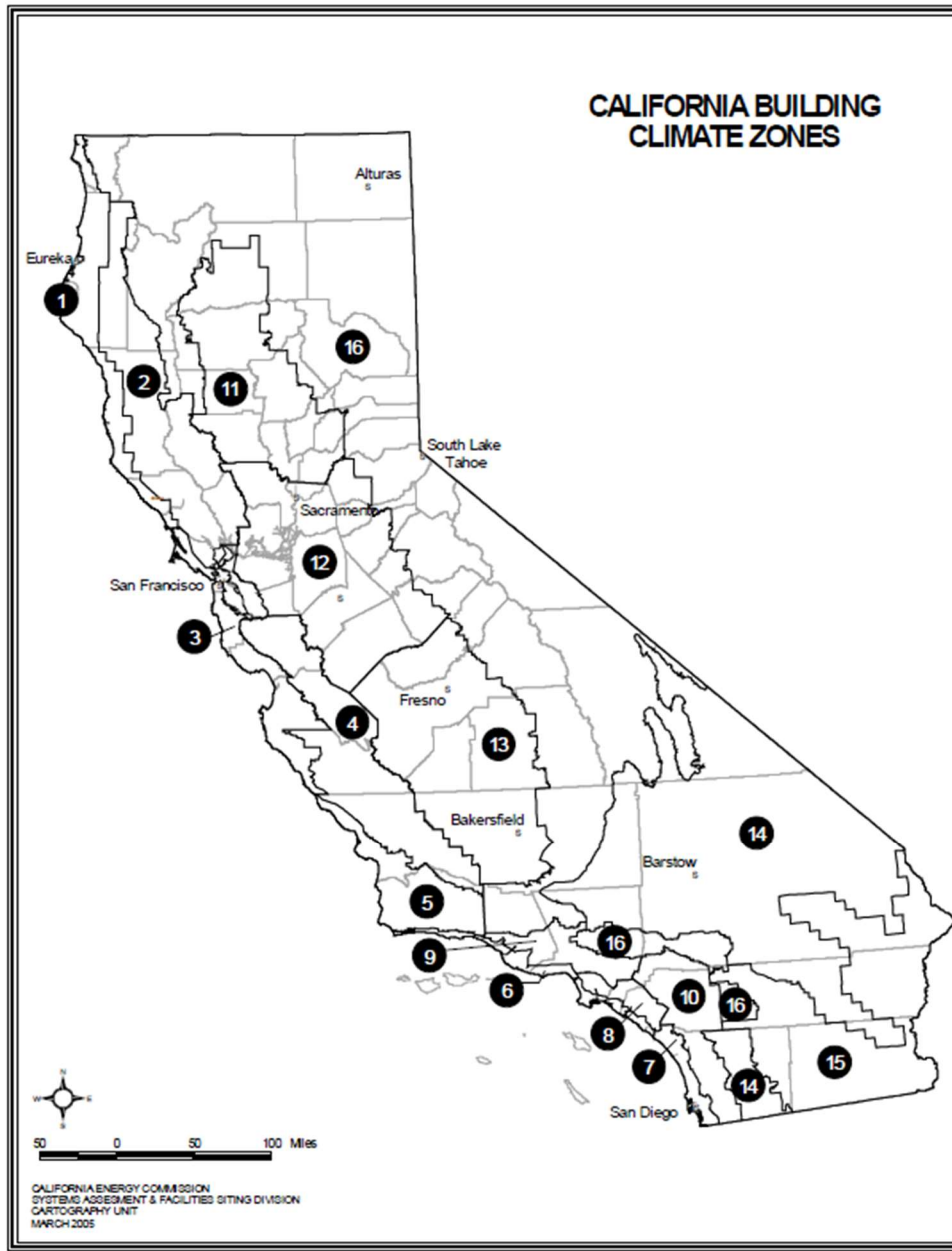 CALIFORNIA BUILDING
CLIMATE ZONES
Alturas
S
Eureka
1
16
2
11
South Lake
Tahoe
S
S
Sacramento
12
San Francisco
S
S
3
Fresno
S
4
13
Bakersfield
S
14
Barstow
S
5
9
16
6
10
16
8
7
15
14
San Diego
N
W
E
S
50
0
50
100 Miles
CALIFORNIA ENERGY COMMISSION
SYSTEMS ASSESMENT & FACILITIES SITING DIVISION
CARTOGRAPHY UNIT
MARCH 2005